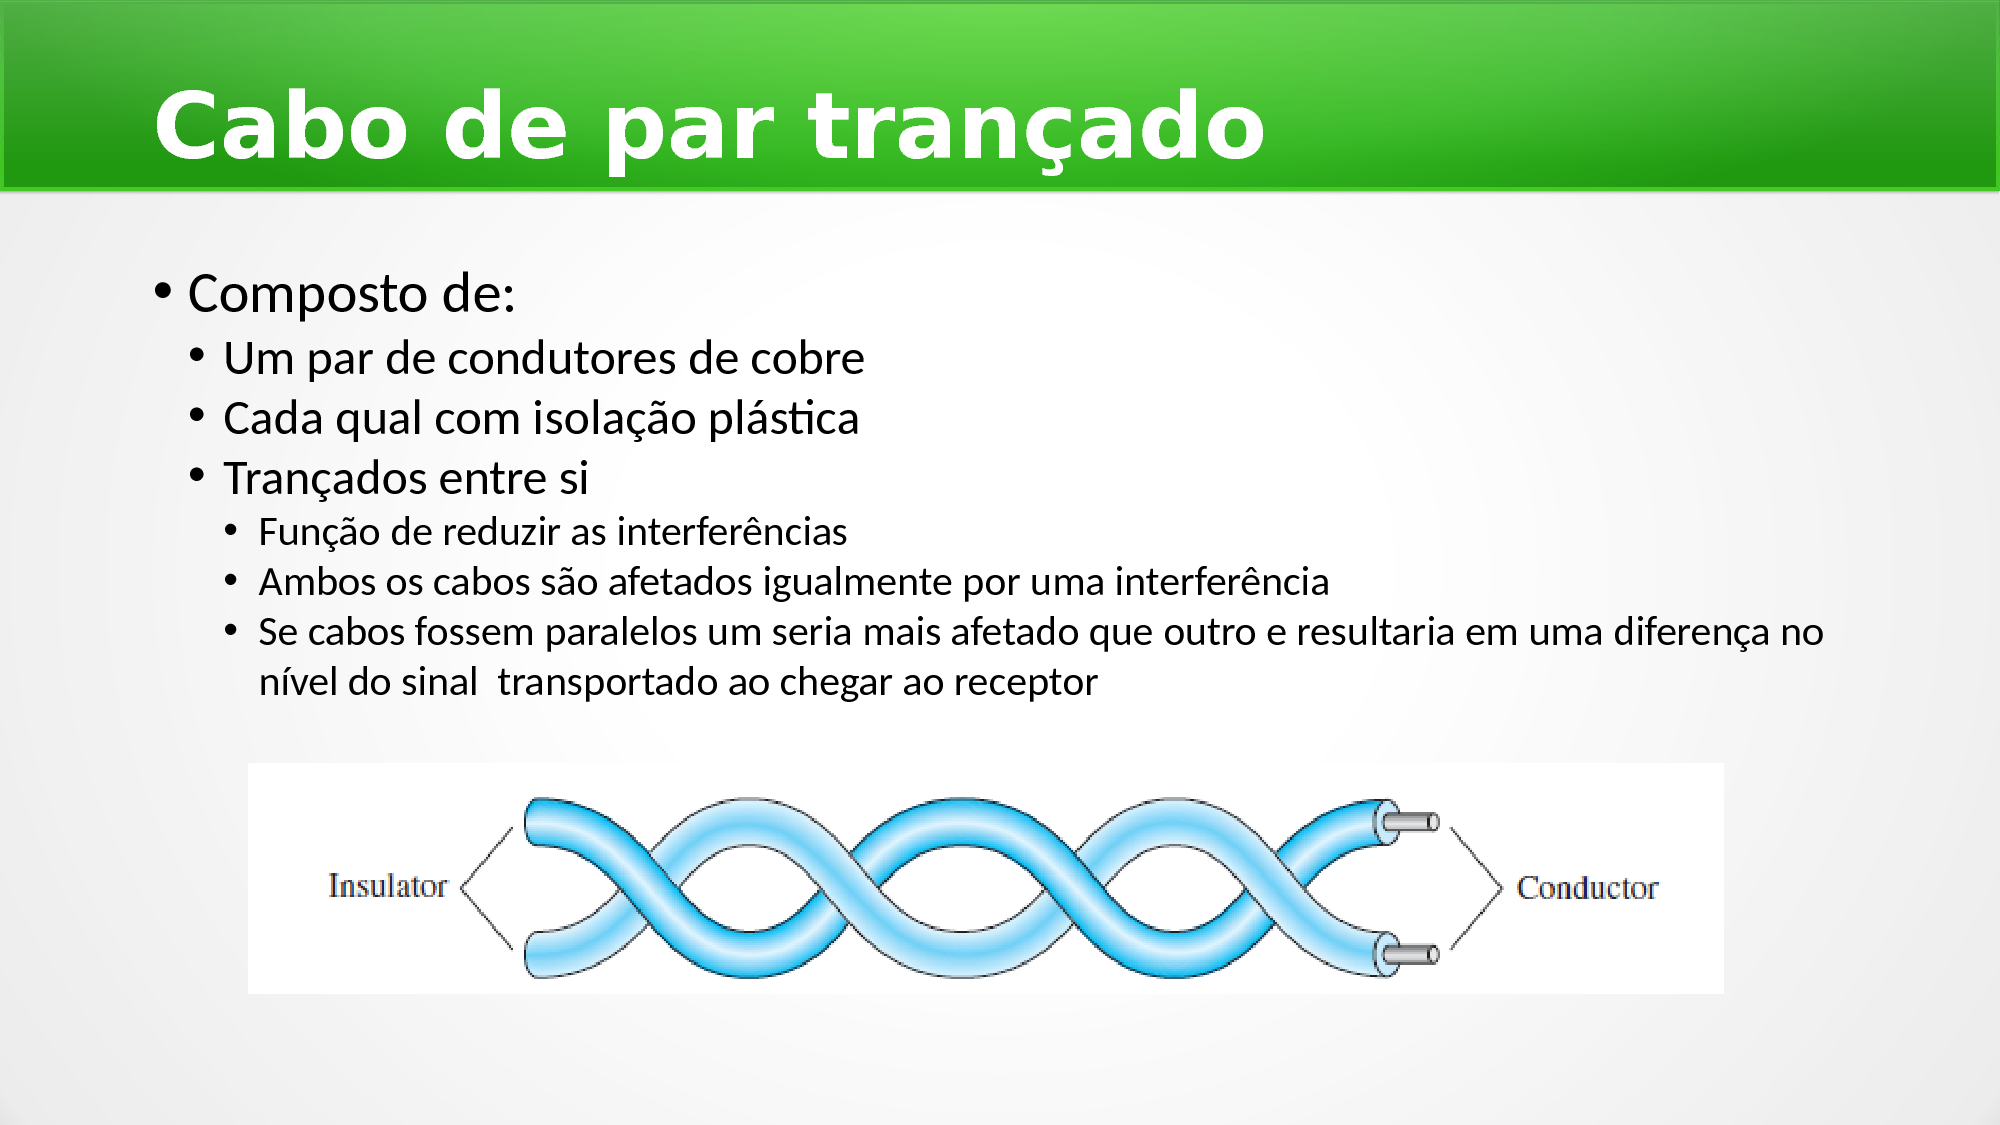 Cabo de par trançado
• Composto de:
• Um par de condutores de cobre
• Cada qual com isolação plástica
• Trançados entre si
• Função de reduzir as interferências
• Ambos os cabos são afetados igualmente por uma interferência
• Se cabos fossem paralelos um seria mais afetado que outro e resultaria em uma diferença no
nível do sinal  transportado ao chegar ao receptor
Insulator
Conductor